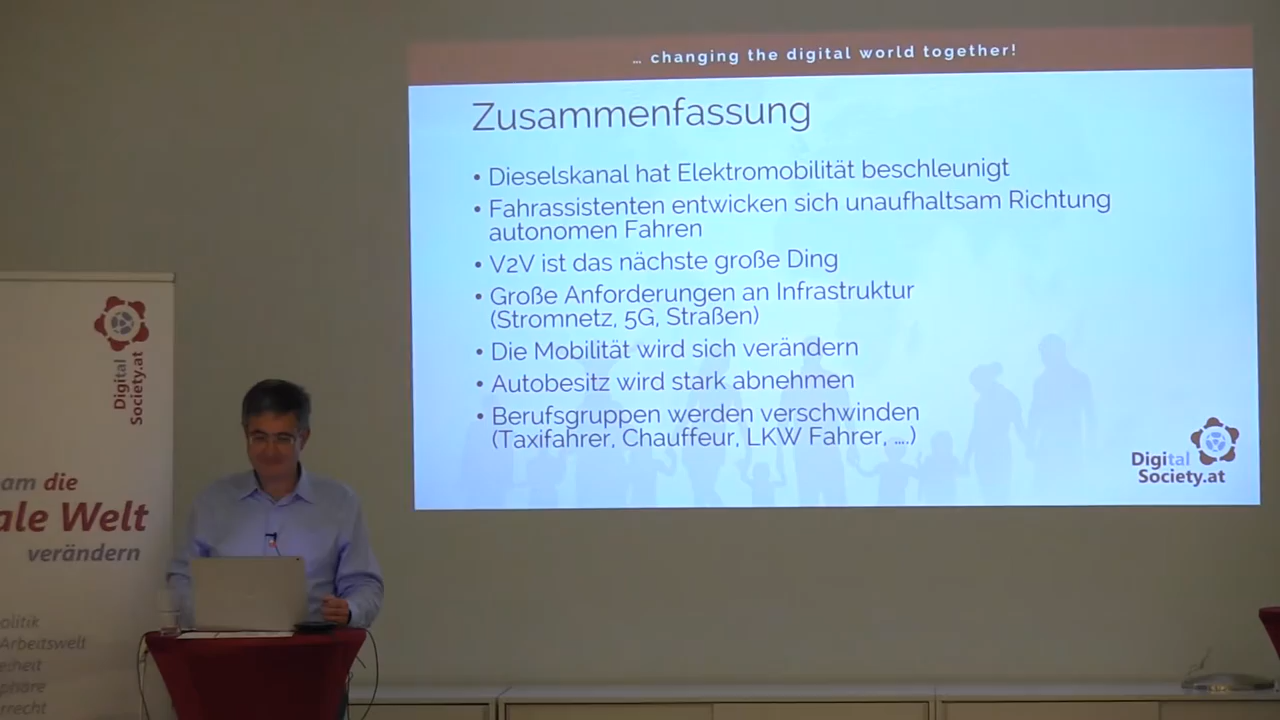 … changing the digital world together!
Zusammenfassung
• Dieselskanal hat Elektromobilität beschleunigt
• Fahrassistenten entwicken sich unaufhaltsam Richtung
autonomen Fahren
• V2V ist das nächste große Ding
• Große Anforderungen an Infrastruktur
(Stromnetz, 5G, Straßen)
• Die Mobilität wird sich verändern
• Autobesitz wird stark abnehmen
• Berufsgruppen werden verschwinden
(Taxifahrer, Chauffeur, LKW Fahrer, ....)
Digital
Society.at
Digital
Society.at
am die
ale Welt
verändern
olitik
Arbeitswelt
eiheit
phäre
rrecht